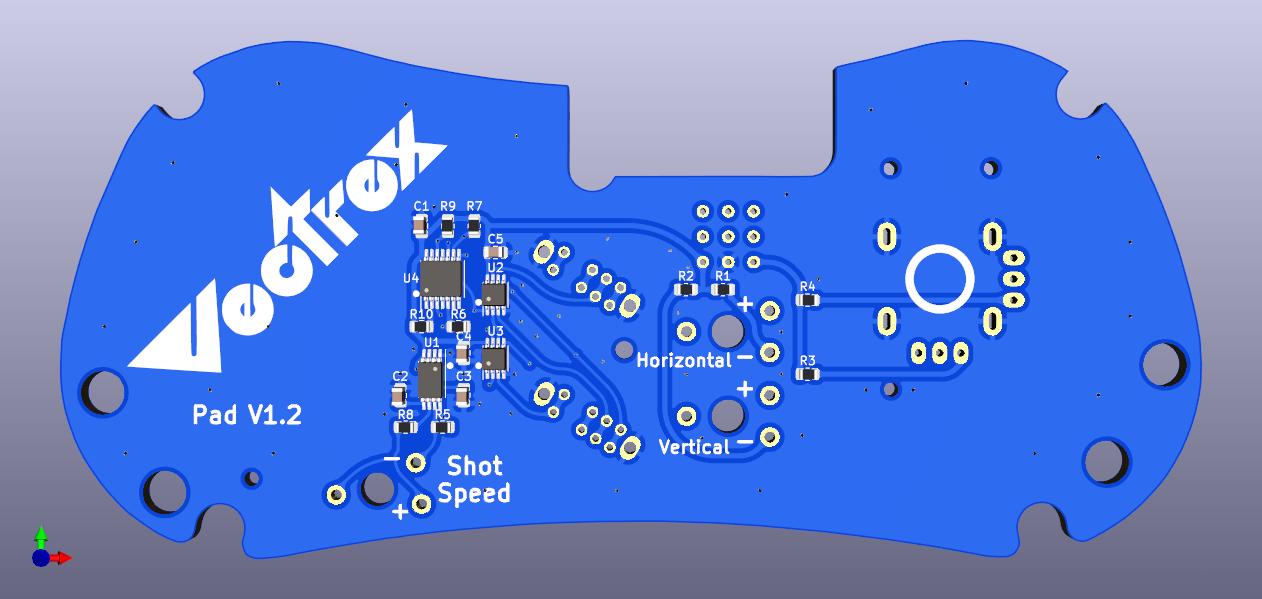 Vectrex
C1 R9 R7
C5
U4 U2
R2 R1
R4
+
R10 R6
U1 C4 U3
Horizontal −
R3
C2 C3
+
R8 R5
Pad V1.2
Vertical −
− Shot
Speed
+